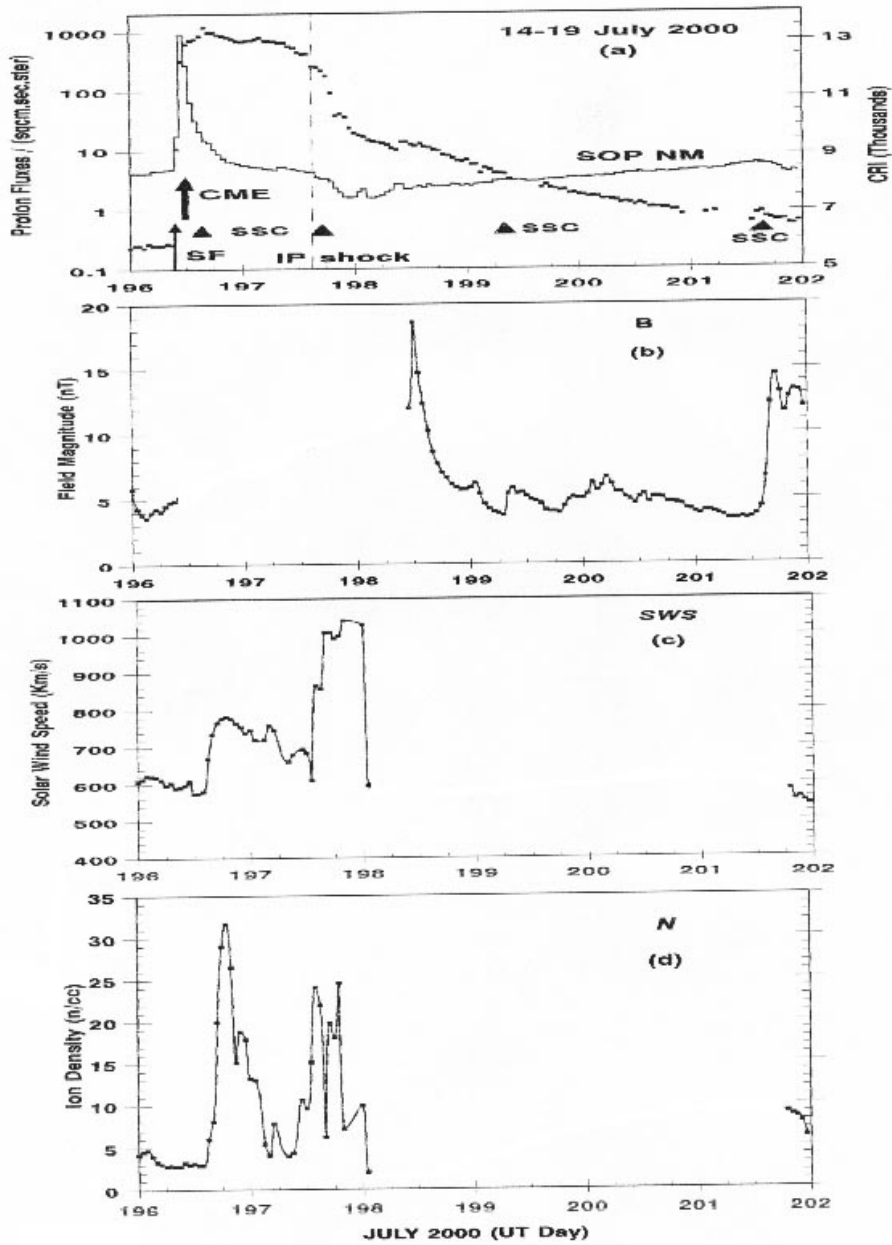 14-19 July 2000
(a)
Proton Fluxes / (sqcm.sec.ster)
1000
100
10
1
0.1
13
11
9
7
5
CRI (Thousands)
SOP NM
CME
SSC
SSC
SSC
SF
IP shock
196 197 198 199 200 201 202
B
(b)
Field Magnitude (nT)
20
15
10
5
0
196 197 198 199 200 201 202
SWS
(c)
Solar Wind Speed (Km/s)
1100
1000
900
800
700
600
500
400
196 197 198 199 200 201 202
N
(d)
Ion Density (n/cc)
35
30
25
20
15
10
5
0
196 197 198 199 200 201 202
JULY 2000 (UT Day)